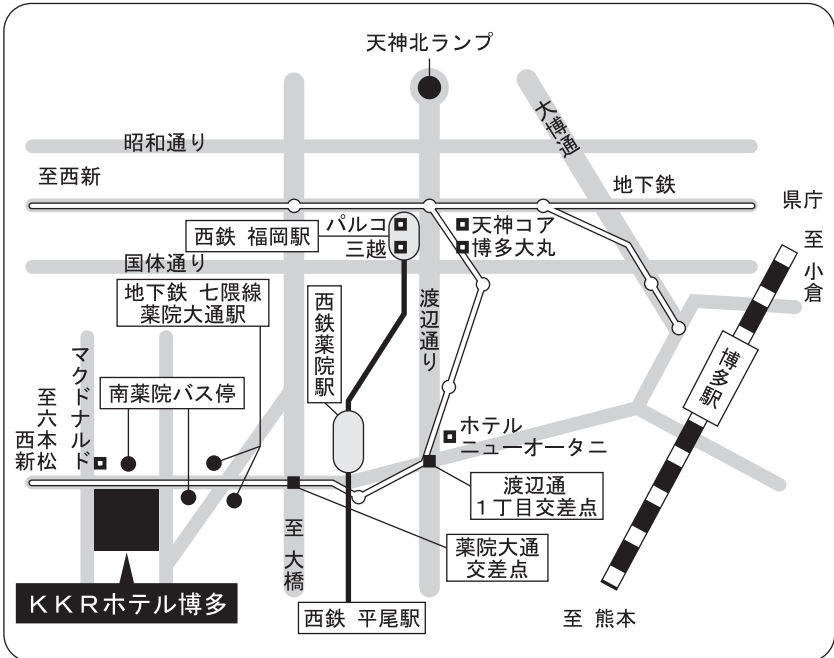 天神北ランプ
大博通
昭和通り
至西新
地下鉄
県庁
西鉄 福岡駅
パルコ
三越
天神コア
博多大丸
至 小倉
国体通り
地下鉄 七隈線
薬院大通駅
西鉄薬院駅
渡辺通り
博多駅
マクドナルド
至六本松
西新
南薬院バス停
ホテル
ニューオータニ
渡辺通
1丁目交差点
至 大橋
薬院大通
交差点
KKRホテル博多
西鉄 平尾駅
至 熊本